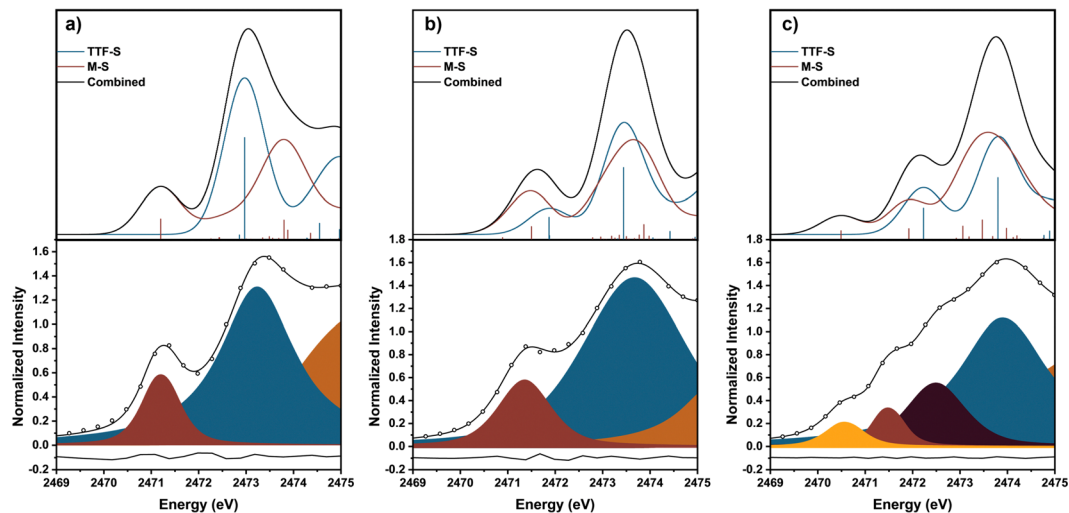 a)
TTF-S
M-S
Combined
b)
TTF-S
M-S
Combined
c)
TTF-S
M-S
Combined
1.6
1.4
1.2
1.0
0.8
0.6
0.4
0.2
0.0
-0.2
Normalized Intensity
2469 2470 2471 2472 2473 2474 2475
Energy (eV)
1.8
1.6
1.4
1.2
1.0
0.8
0.6
0.4
0.2
0.0
-0.2
Normalized Intensity
2469 2470 2471 2472 2473 2474 2475
Energy (eV)
1.8
1.6
1.4
1.2
1.0
0.8
0.6
0.4
0.2
0.0
-0.2
Normalized Intensity
2469 2470 2471 2472 2473 2474 2475
Energy (eV)